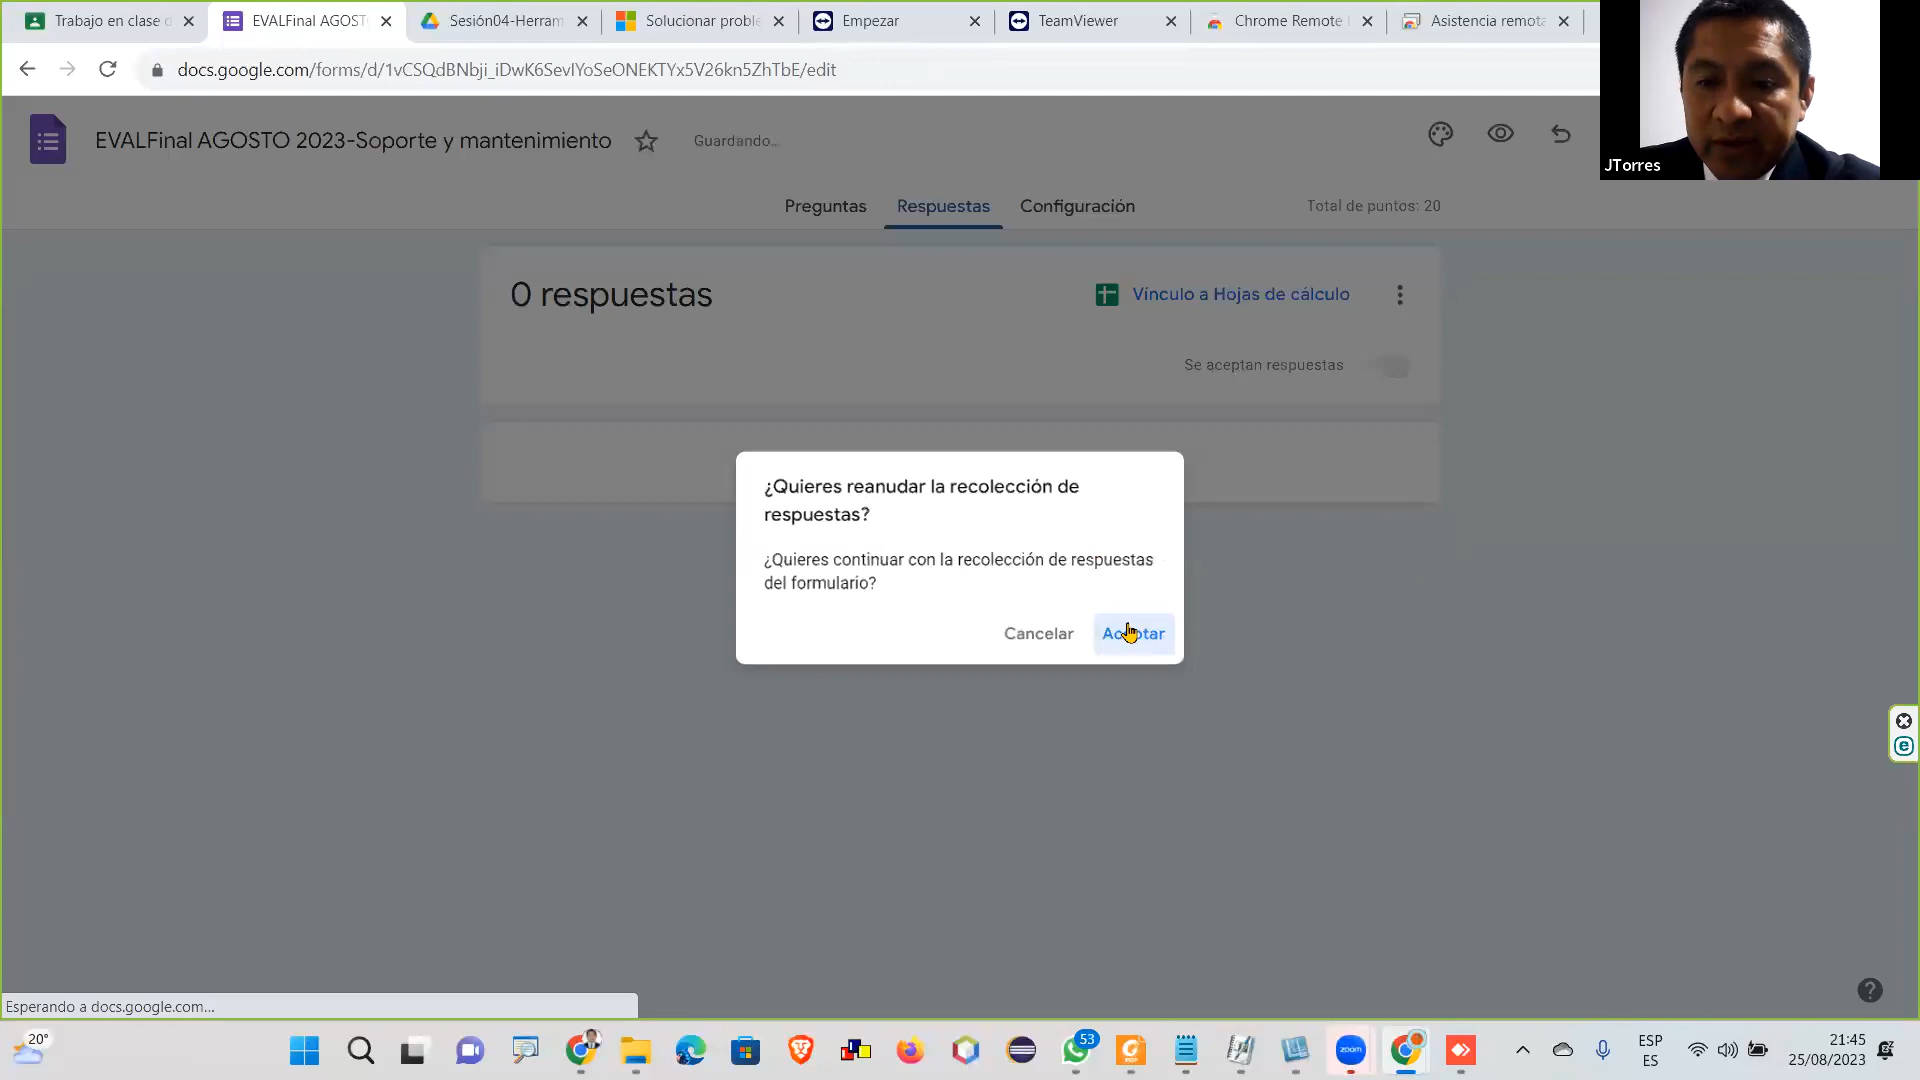 Trabajo en clase d
EVALFinal AGOST
Sesión04-Herram
Solucionar proble
Empezar
TeamViewer
Chrome Remote
Asistencia remota
docs.google.com/forms/d/1vCSQdBNbji_iDwK6SevlYoSeONEKTYx5V26kn5ZhTbE/edit
EVALFinal AGOSTO 2023-Soporte y mantenimiento
Guardando...
JTorres
Preguntas
Respuestas
Configuración
Total de puntos: 20
0 respuestas
Vínculo a Hojas de cálculo
Se aceptan respuestas
¿Quieres reanudar la recolección de
respuestas?
¿Quieres continuar con la recolección de respuestas
del formulario?
Cancelar
Aceptar
Esperando a docs.google.com...
20°
53
zoom
ESP
ES
21:45
25/08/2023